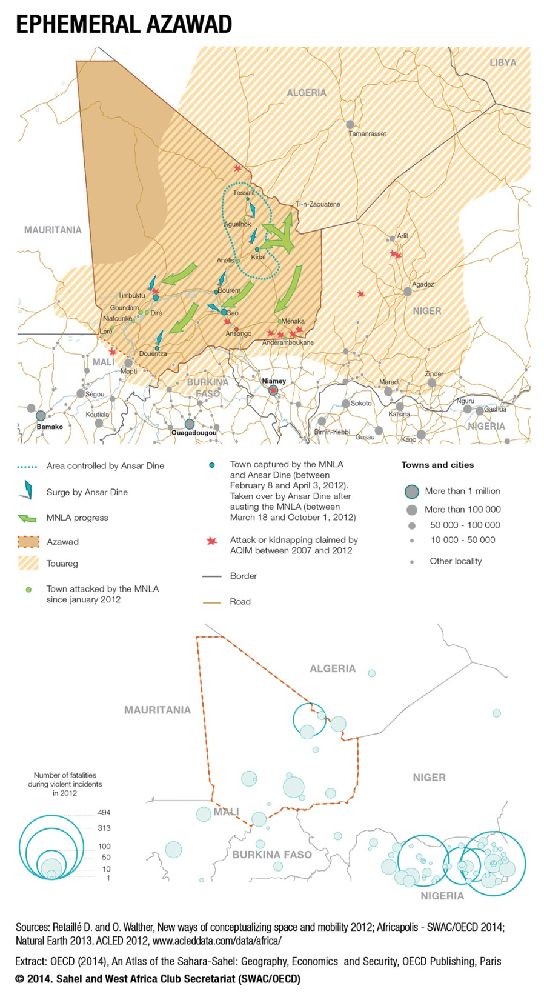 EPHEMERAL AZAWAD
LIBYA
ALGERIA
Tamanrasset
Tessalit
Ti-n-Zaouatene
Aguelhok
MAURITANIA
Arlit
Kidal
Anéfis
Agadez
Bourem
Timbuktu
Goundam
Diré
Gao
NIGER
Niafounké
Ménaka
Léré
Ansongo
Andéramboukane
Douentza
MALI
Mopti
Zinder
BURKINA
FASO
Niamey
Maradi
Ségou
Sokoto
Nguru
Gashua
Koutiala
Katsina
Bamako
NIGERIA
Ouagadougou
Birnin-Kebbi
Gusau
Kano
Area controlled by Ansar Dine
Surge by Ansar Dine
MNLA progress
Azawad
Touareg
Town attacked by the MNLA
since january 2012
Town captured by the MNLA
and Ansar Dine (between
February 8 and April 3, 2012).
Taken over by Ansar Dine after
austing the MNLA (between
March 18 and October 1, 2012)
Attack or kidnapping claimed by
AQIM between 2007 and 2012
Border
Road
Towns and cities
More than 1 million
More than 100 000
50 000 - 100 000
10 000 - 50 000
Other locality
ALGERIA
MAURITANIA
NIGER
MALI
BURKINA FASO
NIGERIA
Number of fatalities
during violent incidents
in 2012
494
313
100
50
10
1
Sources: Retaillé D. and O. Walther, New ways of conceptualizing space and mobility 2012; Africapolis - SWAC/OECD 2014;
Natural Earth 2013. ACLED 2012, www.acleddata.com/data/africa/
Extract: OECD (2014), An Atlas of the Sahara-Sahel: Geography, Economics and Security, OECD Publishing, Paris
© 2014. Sahel and West Africa Club Secretariat (SWAC/OECD)